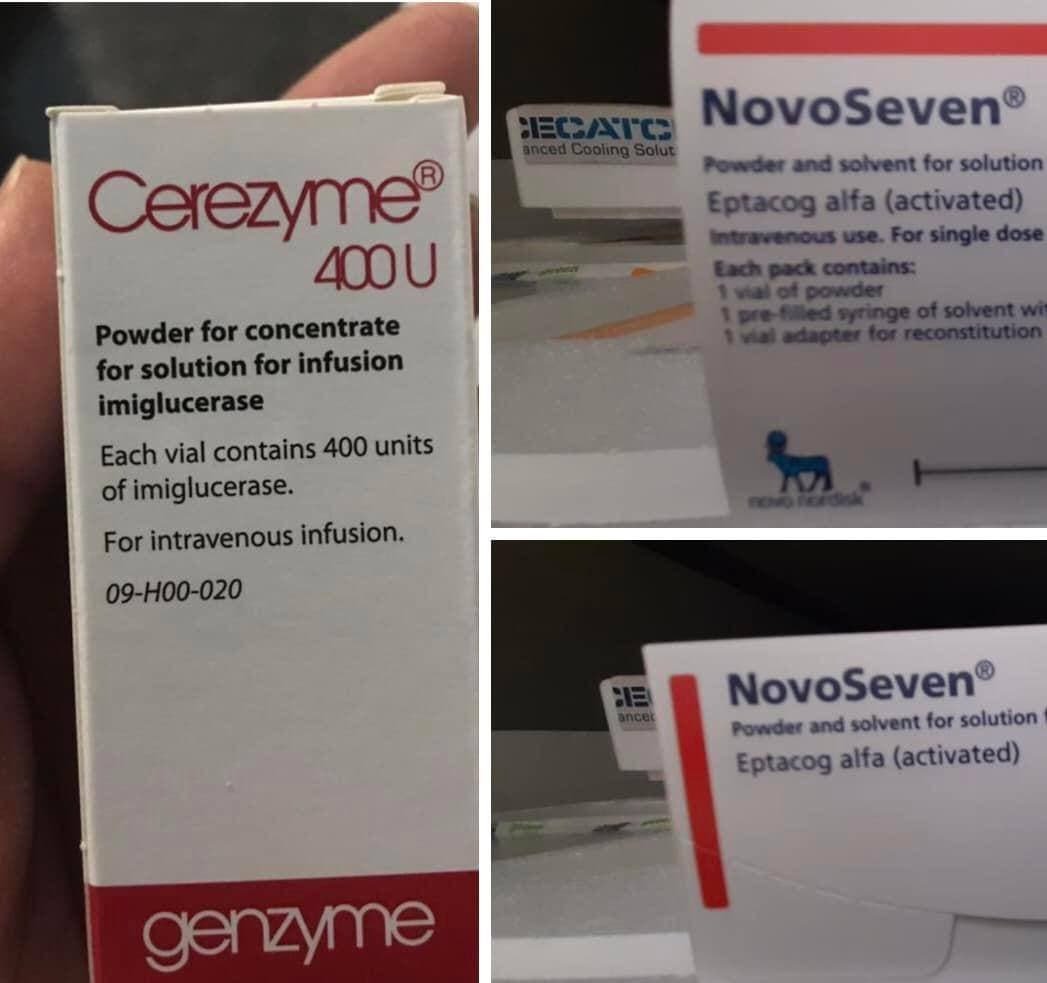 Cerezyme®
400 U
Powder for concentrate
for solution for infusion
imiglucerase
Each vial contains 400 units
of imiglucerase.
For intravenous infusion.
09-H00-020
genzyme
ECATC
anced Cooling Solut
NovoSeven®
Powder and solvent for solution
Eptacog alfa (activated)
Intravenous use. For single dose
Each pack contains:
1 vial of powder
1 pre-filled syringe of solvent wit
1 vial adapter for reconstitution
novo nordisk®
anced
NovoSeven®
Powder and solvent for solution f
Eptacog alfa (activated)